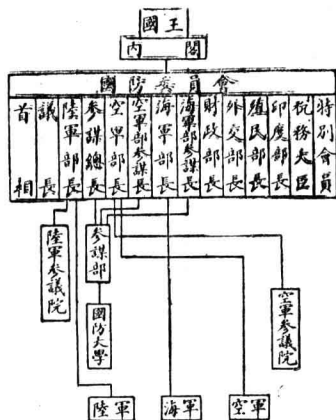 國王
內閣
國防委員會
首相
議長
陸軍部長
參謀總長
空軍部長
空軍部參謀長
海軍部長
海軍部參謀長
財政部長
外交部長
殖民部長
印度部長
稅務大臣
特別會員
陸軍參議院
參謀部
國防大學
空軍參議院
陸軍
海軍
空軍